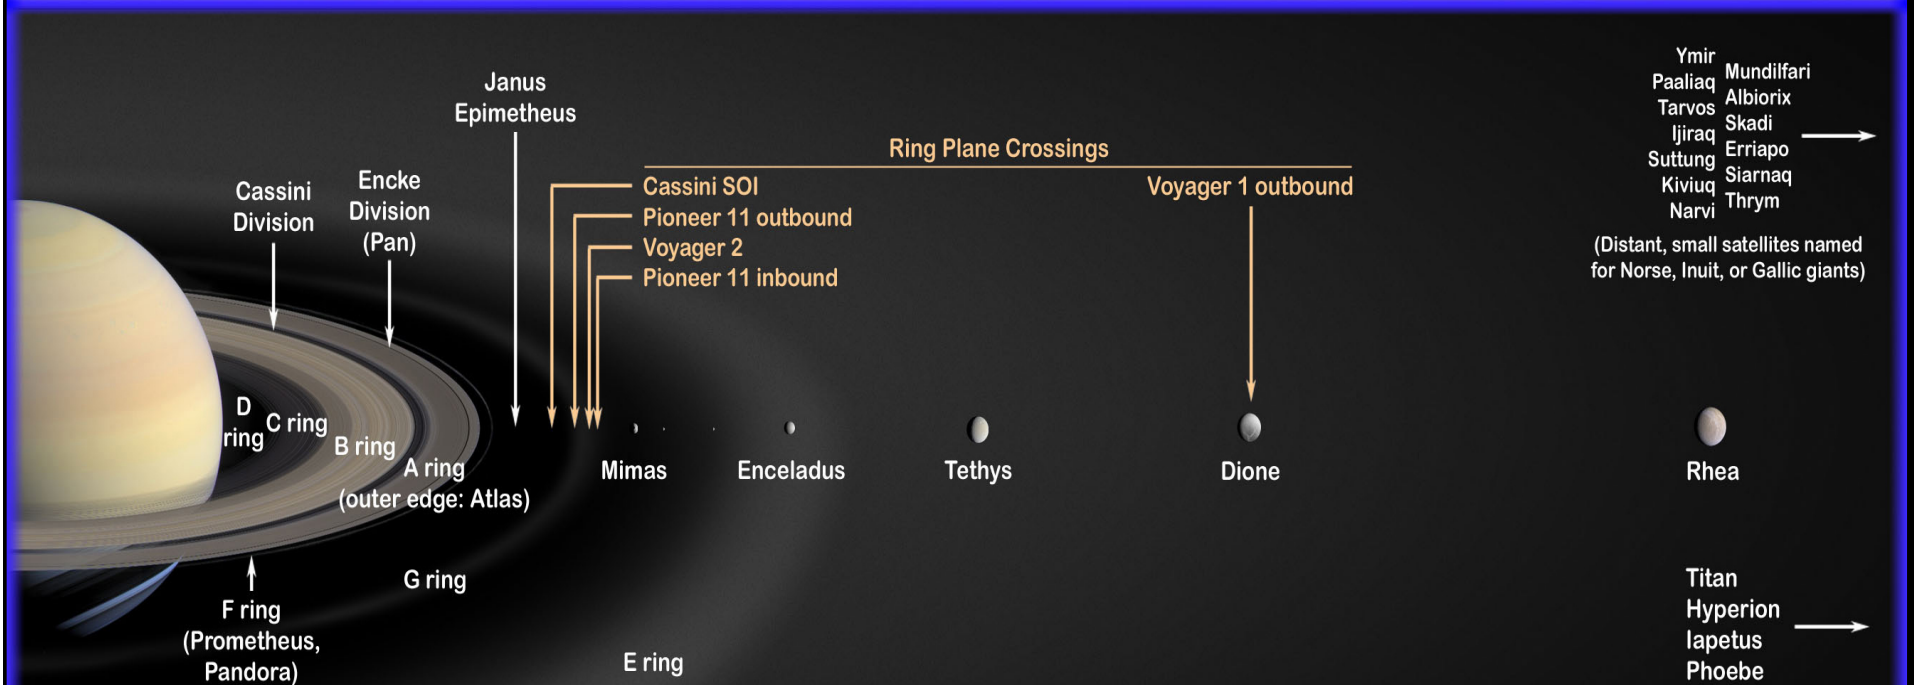 Janus
Epimetheus
Cassini
Division
Encke
Division
(Pan)
Ring Plane Crossings
Cassini SOI
Pioneer 11 outbound
Voyager 2
Pioneer 11 inbound
Voyager 1 outbound
Ymir
Paaliaq
Tarvos
Ijiraq
Suttung
Kiviuq
Narvi
Mundilfari
Albiorix
Skadi
Erriapo
Siarnaq
Thrym
(Distant, small satellites named
for Norse, Inuit, or Gallic giants)
D
ring
C ring
B ring
A ring
(outer edge: Atlas)
Mimas
Enceladus
Tethys
Dione
Rhea
G ring
F ring
(Prometheus,
Pandora)
E ring
Titan
Hyperion
Iapetus
Phoebe